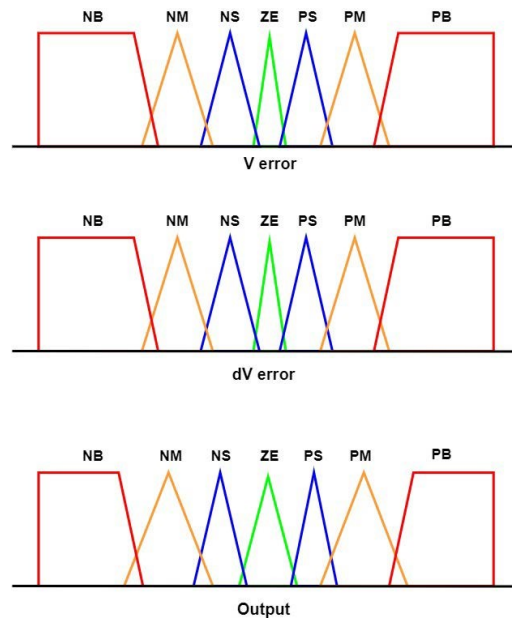 NB NM NS ZE PS PM PB
V error
NB NM NS ZE PS PM PB
dV error
NB NM NS ZE PS PM PB
Output